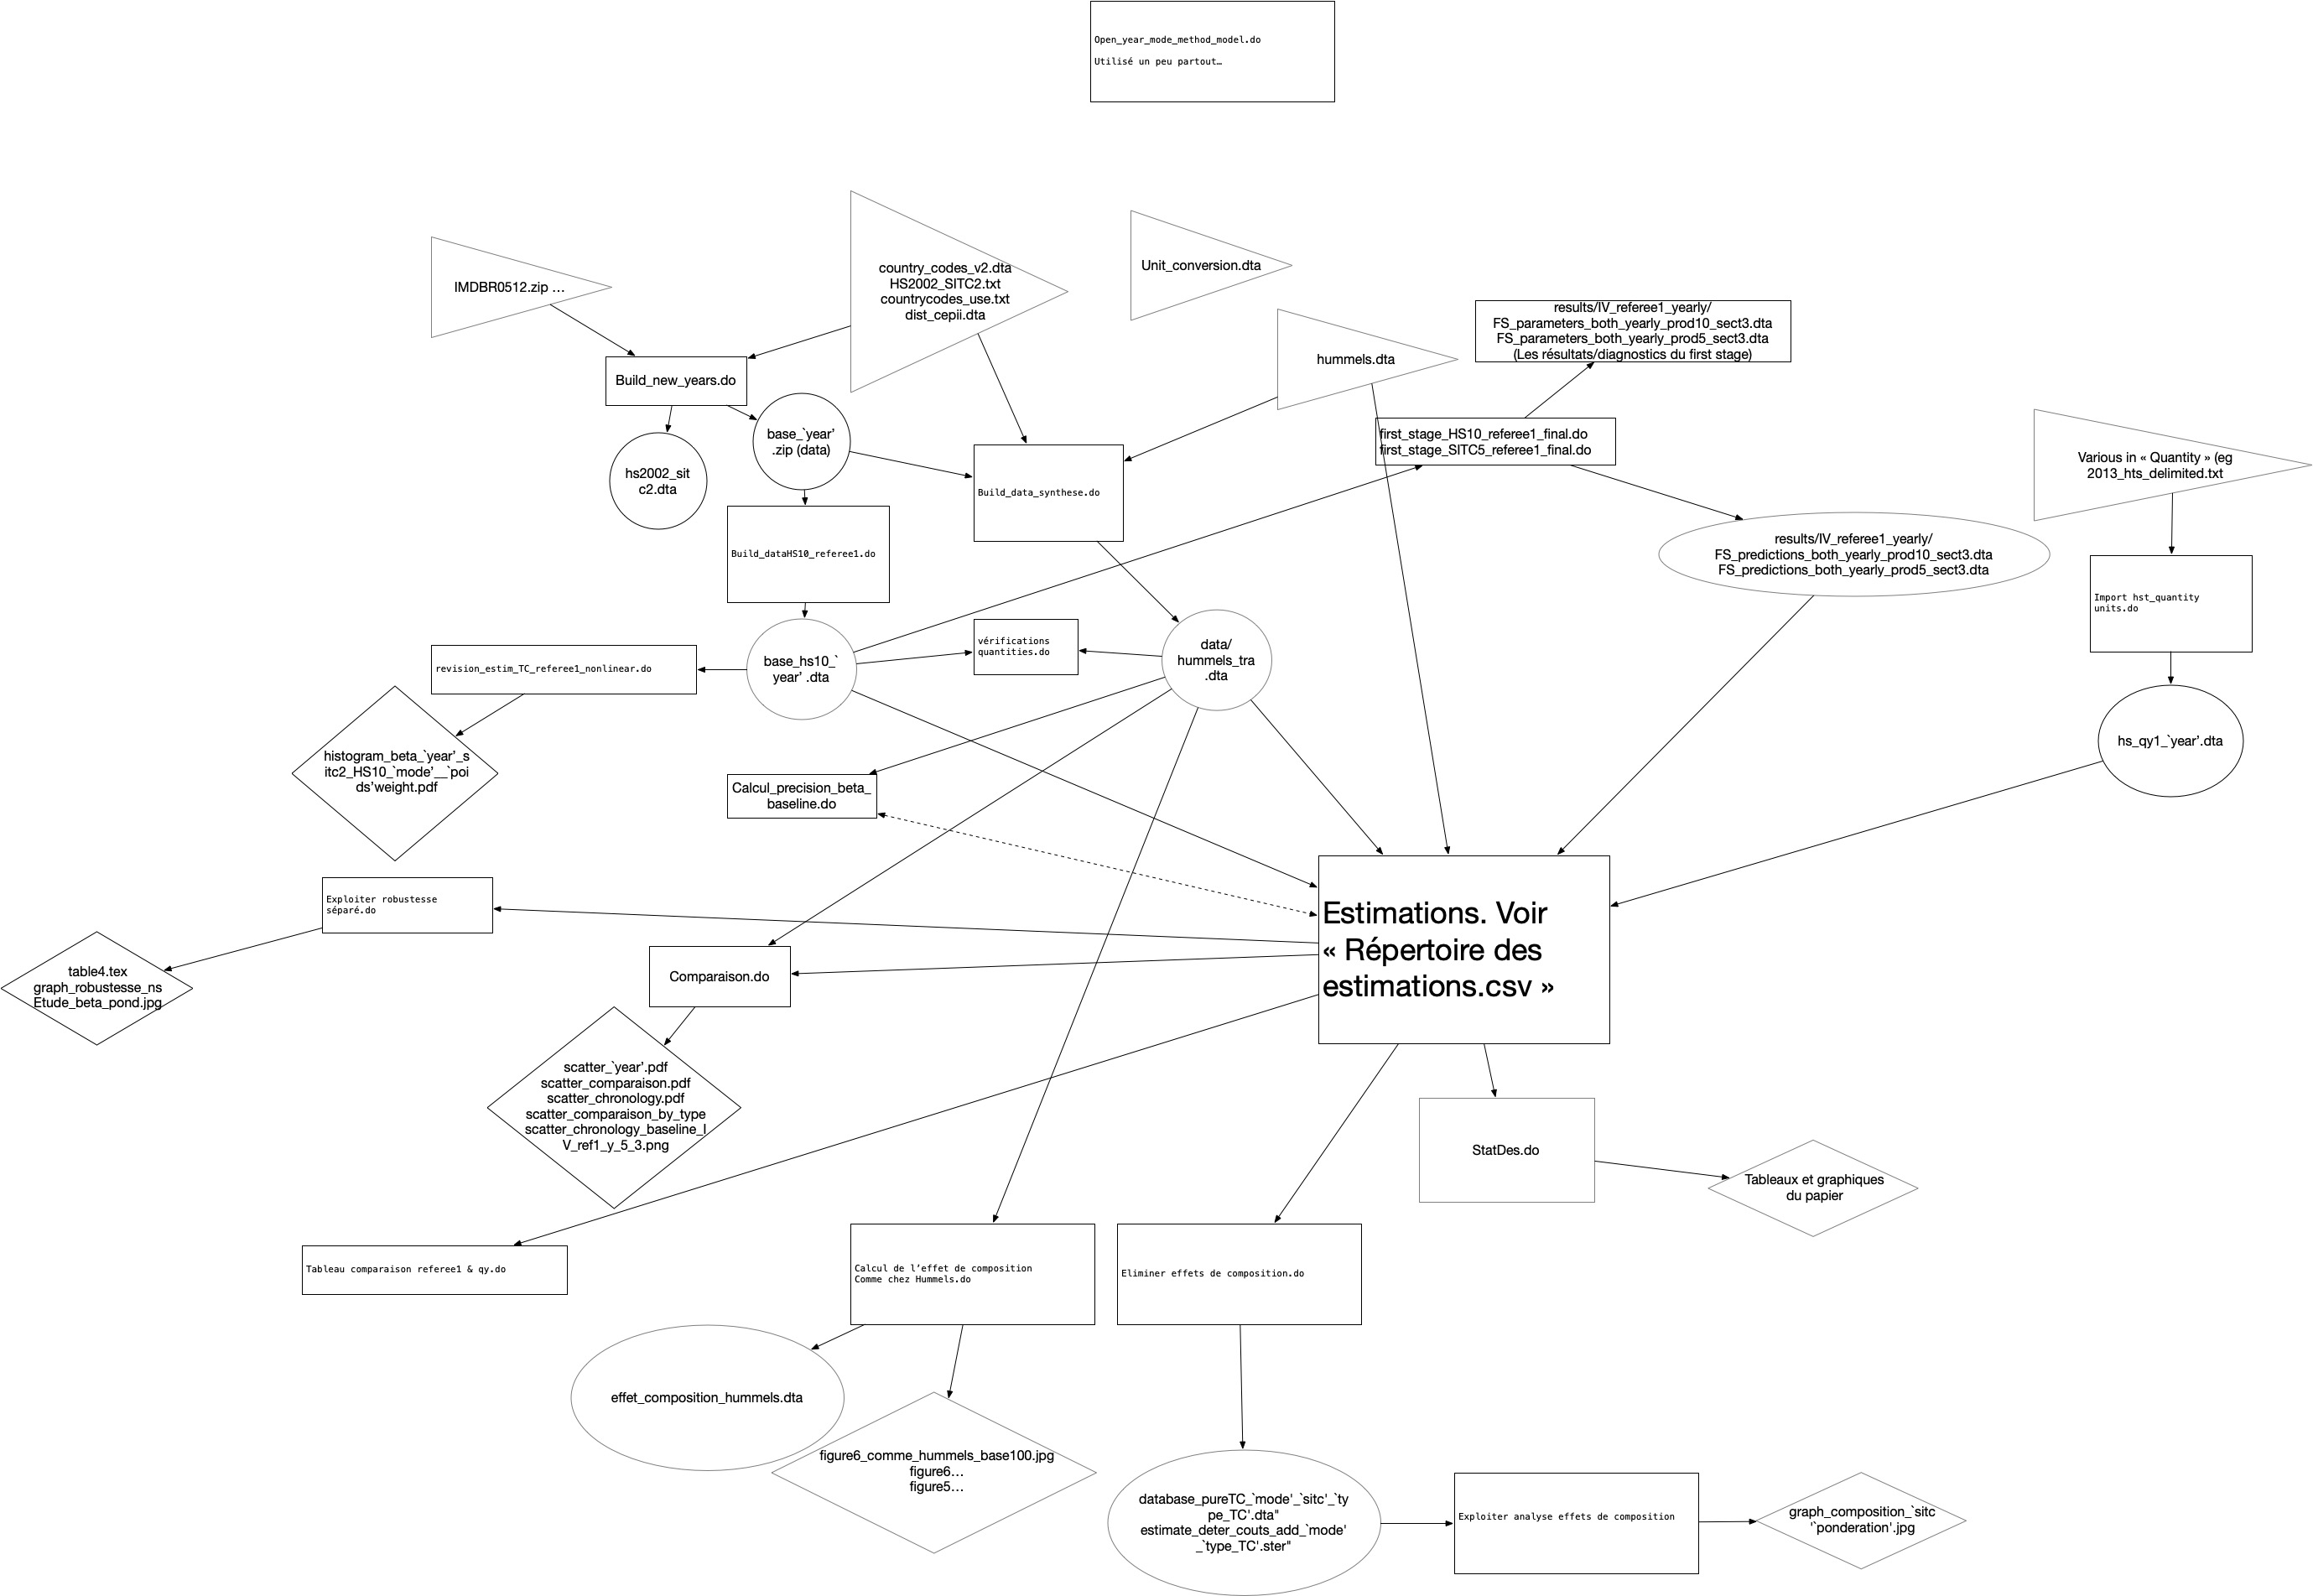 Open_year_mode_method_model.do
Utilisé un peu partout…
IMDBR0512.zip …
country_codes_v2.dta
HS2002_SITC2.txt
countrycodes_use.txt
dist_cepii.dta
Unit_conversion.dta
hummels.dta
results/IV_referee1_yearly/
FS_parameters_both_yearly_prod10_sect3.dta
FS_parameters_both_yearly_prod5_sect3.dta
(Les résultats/diagnostics du first stage)
Build_new_years.do
base_`year’
.zip (data)
hs2002_sit
c2.dta
first_stage_HS10_referee1_final.do
first_stage_SITC5_referee1_final.do
Various in « Quantity » (eg
2013_hts_delimited.txt
Build_data_synthese.do
Build_dataHS10_referee1.do
results/IV_referee1_yearly/
FS_predictions_both_yearly_prod10_sect3.dta
FS_predictions_both_yearly_prod5_sect3.dta
Import hst_quantity
units.do
revision_estim_TC_referee1_nonlinear.do
base_hs10_`
year’ .dta
vérifications
quantities.do
data/
hummels_tra
.dta
hs_qy1_`year’.dta
histogram_beta_`year’_s
itc2_HS10_`mode’__`poi
ds’weight.pdf
Calcul_precision_beta_
baseline.do
Exploiter robustesse
séparé.do
Estimations. Voir
« Répertoire des
estimations.csv »
table4.tex
graph_robustesse_ns
Etude_beta_pond.jpg
Comparaison.do
scatter_`year’.pdf
scatter_comparaison.pdf
scatter_chronology.pdf
scatter_comparaison_by_type
scatter_chronology_baseline_I
V_ref1_y_5_3.png
StatDes.do
Tableaux et graphiques
du papier
Tableau comparaison referee1 & qy.do
Calcul de l’effet de composition
Comme chez Hummels.do
Eliminer effets de composition.do
effet_composition_hummels.dta
figure6_comme_hummels_base100.jpg
figure6…
figure5…
database_pureTC_`mode'_`sitc'_`ty
pe_TC'.dta"
estimate_deter_couts_add_`mode'
_`type_TC'.ster"
Exploiter analyse effets de composition
graph_composition_`sitc
'`ponderation'.jpg